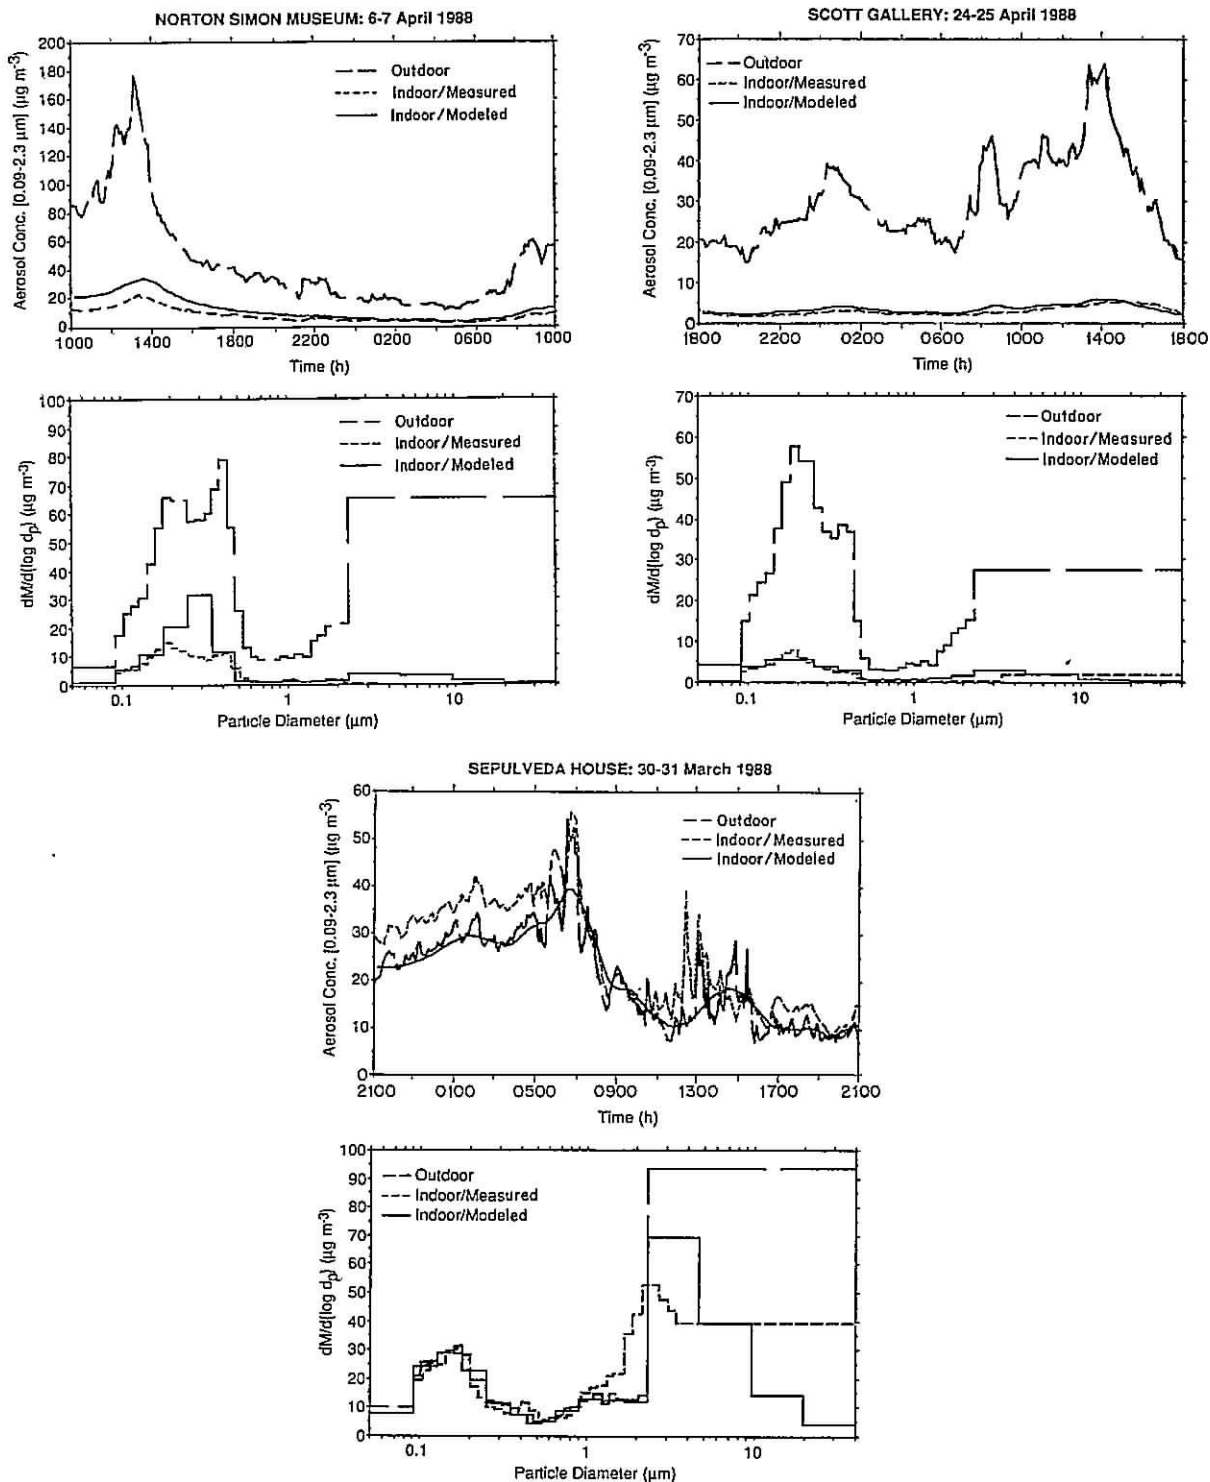 NORTON SIMON MUSEUM: 6-7 April 1988
Aerosol Conc. [0.09-2.3 μm] (μg m⁻³)
200
180
160
140
120
100
80
60
40
20
0
Outdoor
Indoor/Measured
Indoor/Modeled
1000 1400 1800 2200 0200 0600 1000
Time (h)
SCOTT GALLERY: 24-25 April 1988
Aerosol Conc. [0.09-2.3 μm] (μg m⁻³)
70
60
50
40
30
20
10
0
Outdoor
Indoor/Measured
Indoor/Modeled
1800 2200 0200 0600 1000 1400 1800
Time (h)
dM/d(log dp) (μg m⁻³)
100
90
80
70
60
50
40
30
20
10
0
Outdoor
Indoor/Measured
Indoor/Modeled
0.1 1 10
Particle Diameter (μm)
dM/d(log dp) (μg m⁻³)
70
60
50
40
30
20
10
0
Outdoor
Indoor/Measured
Indoor/Modeled
0.1 1 10
Particle Diameter (μm)
SEPULVEDA HOUSE: 30-31 March 1988
Aerosol Conc. [0.09-2.3 μm] (μg m⁻³)
60
50
40
30
20
10
0
Outdoor
Indoor/Measured
Indoor/Modeled
2100 0100 0500 0900 1300 1700 2100
Time (h)
dM/d(log dp) (μg m⁻³)
100
90
80
70
60
50
40
30
20
10
0
Outdoor
Indoor/Measured
Indoor/Modeled
0.1 1 10
Particle Diameter (μm)